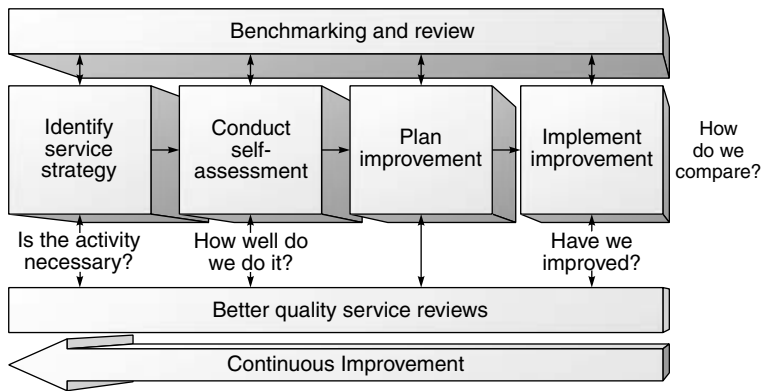 Benchmarking and review
Identify
service
strategy
Conduct
self-
assessment
Plan
improvement
Implement
improvement
How
do we
compare?
Is the activity
necessary?
How well do
we do it?
Have we
improved?
Better quality service reviews
Continuous Improvement